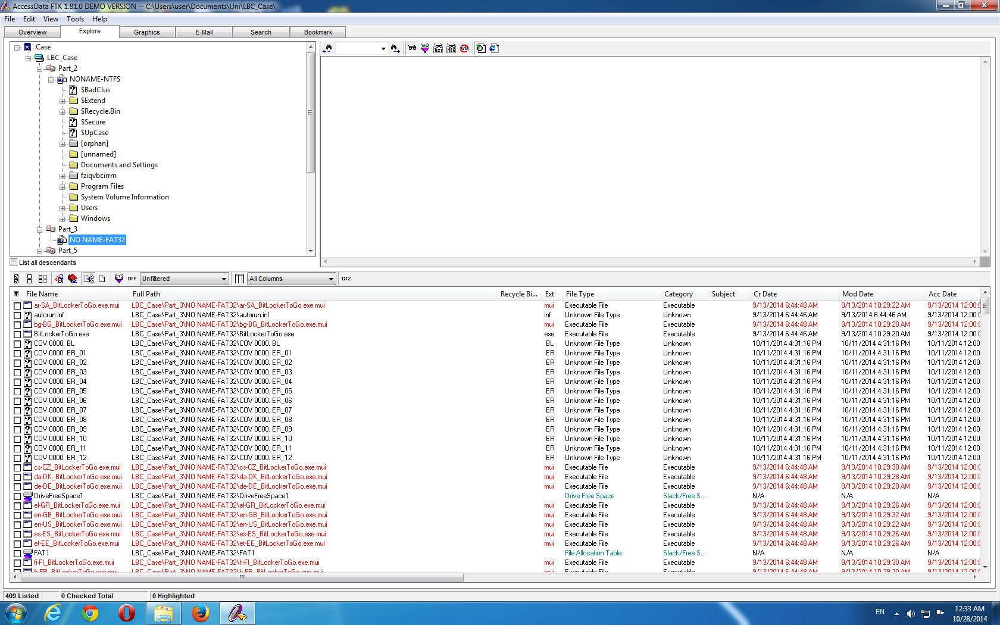 AccessData FTK 1.81.0 DEMO VERSION -- C:\Users\user\Documents\Uni\LBC_Case\
File Edit View Tools Help
Overview Explore Graphics E-Mail Search Bookmark
Case
LBC_Case
Part_2
NONAME-NTFS
$BadClus
$Extend
$Recycle.Bin
$Secure
$UpCase
[orphan]
[unnamed]
Documents and Settings
fziqvbcirrm
Program Files
System Volume Information
Users
Windows
Part_3
NO NAME-FAT32
Part_5
List all descendants
TEXT HEX
OFF Unfiltered All Columns DTZ
File Name Full Path Recycle Bi... Ext File Type Category Subject Cr Date Mod Date Acc Date
ar-SA_BitLockerToGo.exe.mui LBC_Case\Part_3\NO NAME-FAT32\ar-SA_BitLockerToGo.exe.mui mui Executable File Executable 9/13/2014 6:44:48 AM 9/13/2014 10:29:22 AM 9/13/2014 12:00:0
autorun.inf LBC_Case\Part_3\NO NAME-FAT32\autorun.inf inf Unknown File Type Unknown 9/13/2014 6:44:46 AM 9/13/2014 6:44:46 AM 9/13/2014 12:00:0
bg-BG_BitLockerToGo.exe.mui LBC_Case\Part_3\NO NAME-FAT32\bg-BG_BitLockerToGo.exe.mui mui Executable File Executable 9/13/2014 6:44:48 AM 9/13/2014 10:29:20 AM 9/13/2014 12:00:0
BitLockerToGo.exe LBC_Case\Part_3\NO NAME-FAT32\BitLockerToGo.exe exe Executable File Executable 9/13/2014 6:44:46 AM 9/13/2014 10:29:20 AM 9/13/2014 12:00:0
COV 0000. BL LBC_Case\Part_3\NO NAME-FAT32\COV 0000. BL BL Unknown File Type Unknown 10/11/2014 4:31:16 PM 10/11/2014 4:31:16 PM 10/11/2014 12:00
COV 0000. ER_01 LBC_Case\Part_3\NO NAME-FAT32\COV 0000. ER_01 ER Unknown File Type Unknown 10/11/2014 4:31:16 PM 10/11/2014 4:31:16 PM 10/11/2014 12:00
COV 0000. ER_02 LBC_Case\Part_3\NO NAME-FAT32\COV 0000. ER_02 ER Unknown File Type Unknown 10/11/2014 4:31:16 PM 10/11/2014 4:31:16 PM 10/11/2014 12:00
COV 0000. ER_03 LBC_Case\Part_3\NO NAME-FAT32\COV 0000. ER_03 ER Unknown File Type Unknown 10/11/2014 4:31:16 PM 10/11/2014 4:31:16 PM 10/11/2014 12:00
COV 0000. ER_04 LBC_Case\Part_3\NO NAME-FAT32\COV 0000. ER_04 ER Unknown File Type Unknown 10/11/2014 4:31:16 PM 10/11/2014 4:31:16 PM 10/11/2014 12:00
COV 0000. ER_05 LBC_Case\Part_3\NO NAME-FAT32\COV 0000. ER_05 ER Unknown File Type Unknown 10/11/2014 4:31:16 PM 10/11/2014 4:31:16 PM 10/11/2014 12:00
COV 0000. ER_06 LBC_Case\Part_3\NO NAME-FAT32\COV 0000. ER_06 ER Unknown File Type Unknown 10/11/2014 4:31:16 PM 10/11/2014 4:31:16 PM 10/11/2014 12:00
COV 0000. ER_07 LBC_Case\Part_3\NO NAME-FAT32\COV 0000. ER_07 ER Unknown File Type Unknown 10/11/2014 4:31:16 PM 10/11/2014 4:31:16 PM 10/11/2014 12:00
COV 0000. ER_08 LBC_Case\Part_3\NO NAME-FAT32\COV 0000. ER_08 ER Unknown File Type Unknown 10/11/2014 4:31:16 PM 10/11/2014 4:31:16 PM 10/11/2014 12:00
COV 0000. ER_09 LBC_Case\Part_3\NO NAME-FAT32\COV 0000. ER_09 ER Unknown File Type Unknown 10/11/2014 4:31:16 PM 10/11/2014 4:31:16 PM 10/11/2014 12:00
COV 0000. ER_10 LBC_Case\Part_3\NO NAME-FAT32\COV 0000. ER_10 ER Unknown File Type Unknown 10/11/2014 4:31:16 PM 10/11/2014 4:31:16 PM 10/11/2014 12:00
COV 0000. ER_11 LBC_Case\Part_3\NO NAME-FAT32\COV 0000. ER_11 ER Unknown File Type Unknown 10/11/2014 4:31:16 PM 10/11/2014 4:31:16 PM 10/11/2014 12:00
COV 0000. ER_12 LBC_Case\Part_3\NO NAME-FAT32\COV 0000. ER_12 ER Unknown File Type Unknown 10/11/2014 4:31:16 PM 10/11/2014 4:31:16 PM 10/11/2014 12:00
cs-CZ_BitLockerToGo.exe.mui LBC_Case\Part_3\NO NAME-FAT32\cs-CZ_BitLockerToGo.exe.mui mui Executable File Executable 9/13/2014 6:44:48 AM 9/13/2014 10:29:30 AM 9/13/2014 12:00:0
da-DK_BitLockerToGo.exe.mui LBC_Case\Part_3\NO NAME-FAT32\da-DK_BitLockerToGo.exe.mui mui Executable File Executable 9/13/2014 6:44:48 AM 9/13/2014 10:29:28 AM 9/13/2014 12:00:0
de-DE_BitLockerToGo.exe.mui LBC_Case\Part_3\NO NAME-FAT32\de-DE_BitLockerToGo.exe.mui mui Executable File Executable 9/13/2014 6:44:48 AM 9/13/2014 10:29:20 AM 9/13/2014 12:00:0
DriveFreeSpace1 LBC_Case\Part_3\NO NAME-FAT32\DriveFreeSpace1 Drive Free Space Slack/Free S... N/A N/A N/A
el-GR_BitLockerToGo.exe.mui LBC_Case\Part_3\NO NAME-FAT32\el-GR_BitLockerToGo.exe.mui mui Executable File Executable 9/13/2014 6:44:48 AM 9/13/2014 10:29:26 AM 9/13/2014 12:00:0
en-GB_BitLockerToGo.exe.mui LBC_Case\Part_3\NO NAME-FAT32\en-GB_BitLockerToGo.exe.mui mui Executable File Executable 9/13/2014 6:44:48 AM 9/13/2014 10:29:32 AM 9/13/2014 12:00:0
en-US_BitLockerToGo.exe.mui LBC_Case\Part_3\NO NAME-FAT32\en-US_BitLockerToGo.exe.mui mui Executable File Executable 9/13/2014 6:44:48 AM 9/13/2014 10:29:22 AM 9/13/2014 12:00:0
es-ES_BitLockerToGo.exe.mui LBC_Case\Part_3\NO NAME-FAT32\es-ES_BitLockerToGo.exe.mui mui Executable File Executable 9/13/2014 6:44:48 AM 9/13/2014 10:29:26 AM 9/13/2014 12:00:0
et-EE_BitLockerToGo.exe.mui LBC_Case\Part_3\NO NAME-FAT32\et-EE_BitLockerToGo.exe.mui mui Executable File Executable 9/13/2014 6:44:48 AM 9/13/2014 10:29:26 AM 9/13/2014 12:00:0
FAT1 LBC_Case\Part_3\NO NAME-FAT32\FAT1 File Allocation Table Slack/Free S... N/A N/A N/A
fi-FI_BitLockerToGo.exe.mui LBC_Case\Part_3\NO NAME-FAT32\fi-FI_BitLockerToGo.exe.mui mui Executable File Executable 9/13/2014 6:44:48 AM 9/13/2014 10:29:30 AM 9/13/2014 12:00:0
fr-FR_BitLockerToGo.exe.mui LBC_Case\Part_3\NO NAME-FAT32\fr-FR_BitLockerToGo.exe.mui mui Executable File Executable 9/13/2014 6:44:48 AM 9/13/2014 10:29:20 AM 9/13/2014 12:00:0
409 Listed 0 Checked Total 0 Highlighted
EN 12:33 AM
10/28/2014